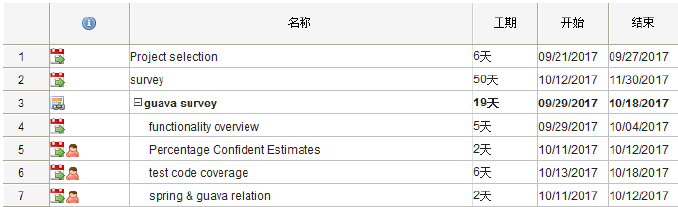 名称 工期 开始 结束
1 Project selection 6天 09/21/2017 09/27/2017
2 survey 50天 10/12/2017 11/30/2017
3 guava survey 19天 09/29/2017 10/18/2017
4 functionality overview 5天 09/29/2017 10/04/2017
5 Percentage Confident Estimates 2天 10/11/2017 10/12/2017
6 test code coverage 6天 10/13/2017 10/18/2017
7 spring & guava relation 2天 10/11/2017 10/12/2017